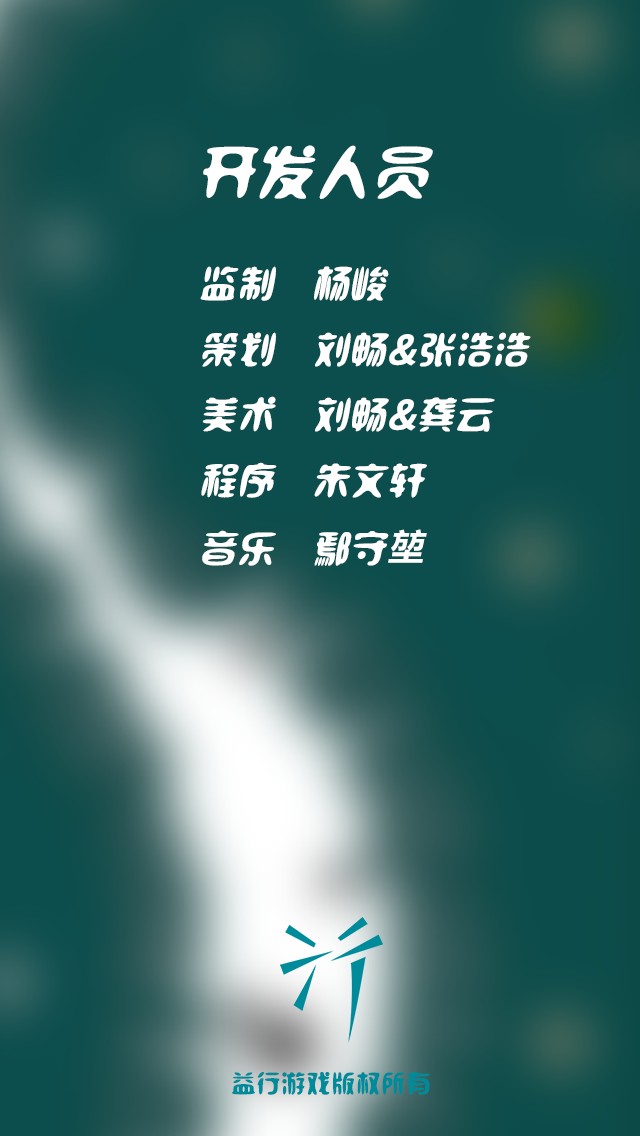 开发人员
监制 杨峻
策划 刘畅&张浩浩
美术 刘畅&龚云
程序 朱文轩
音乐 鄢守堃
益行游戏版权所有